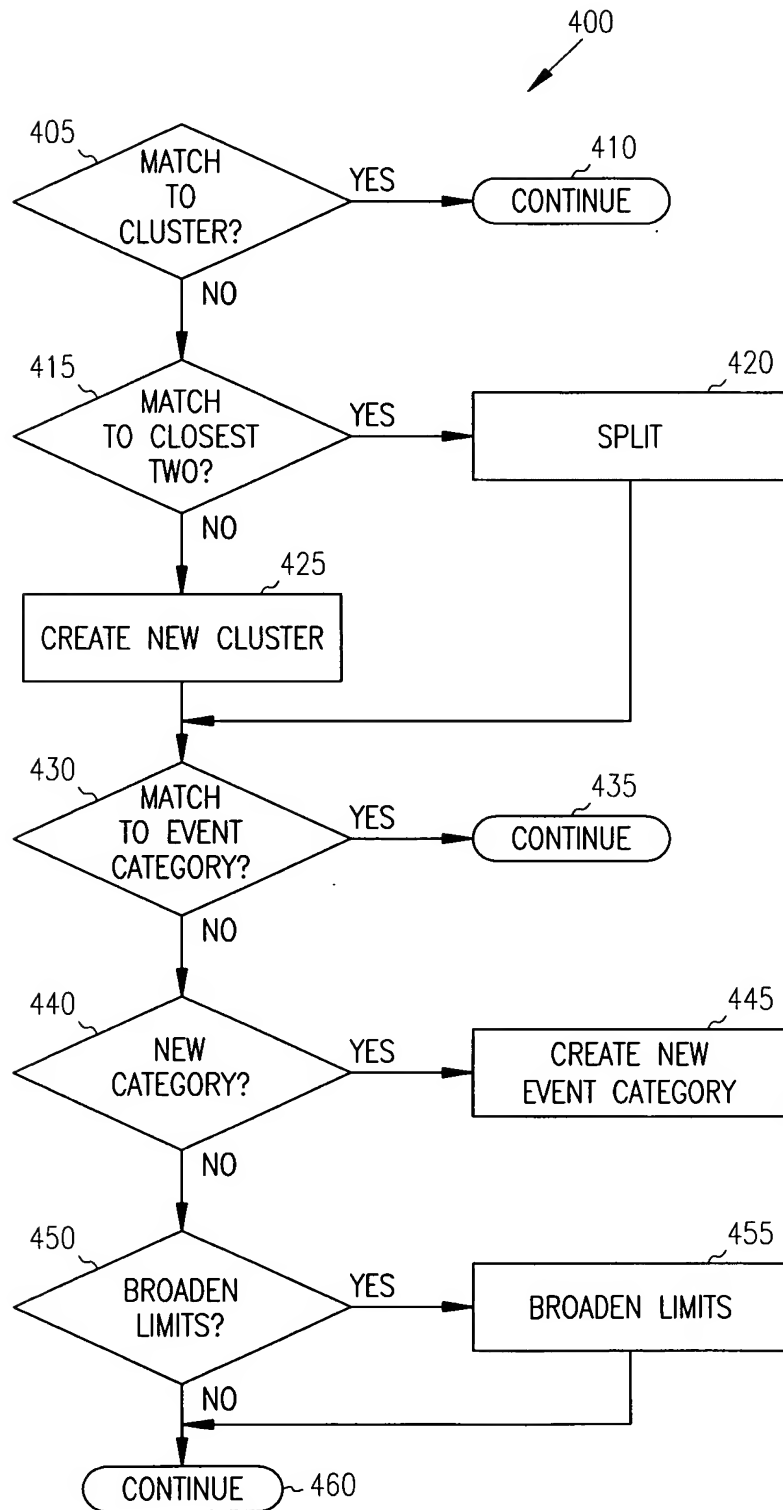 400
405
MATCH
TO
CLUSTER?
YES
410
CONTINUE
NO
415
MATCH
TO CLOSEST
TWO?
YES
420
SPLIT
NO
425
CREATE NEW CLUSTER
430
MATCH
TO EVENT
CATEGORY?
YES
435
CONTINUE
NO
440
NEW
CATEGORY?
YES
445
CREATE NEW
EVENT CATEGORY
NO
450
BROADEN
LIMITS?
YES
455
BROADEN LIMITS
NO
CONTINUE
460